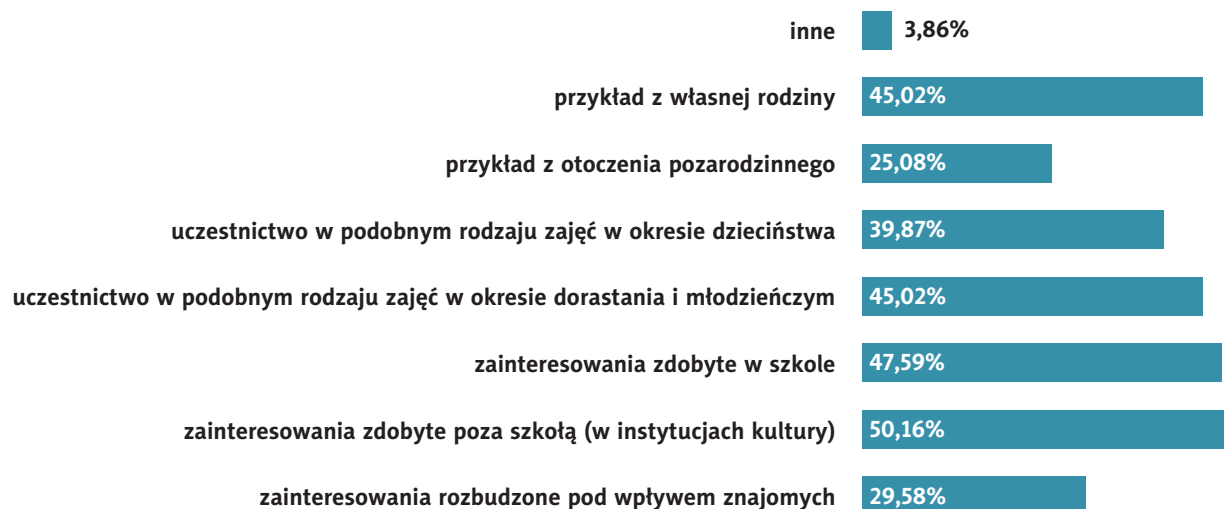 inne 3,86%
przykład z własnej rodziny 45,02%
przykład z otoczenia pozarodzinnego 25,08%
uczestnictwo w podobnym rodzaju zajęć w okresie dzieciństwa 39,87%
uczestnictwo w podobnym rodzaju zajęć w okresie dorastania i młodzieńczym 45,02%
zainteresowania zdobyte w szkole 47,59%
zainteresowania zdobyte poza szkołą (w instytucjach kultury) 50,16%
zainteresowania rozbudzone pod wpływem znajomych 29,58%